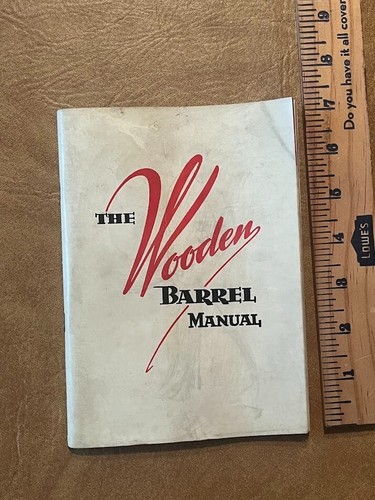 THE
Wooden
BARREL
MANUAL
9
8
7
6
5
4
3
2
1
Do you have it all cover
LOWE'S